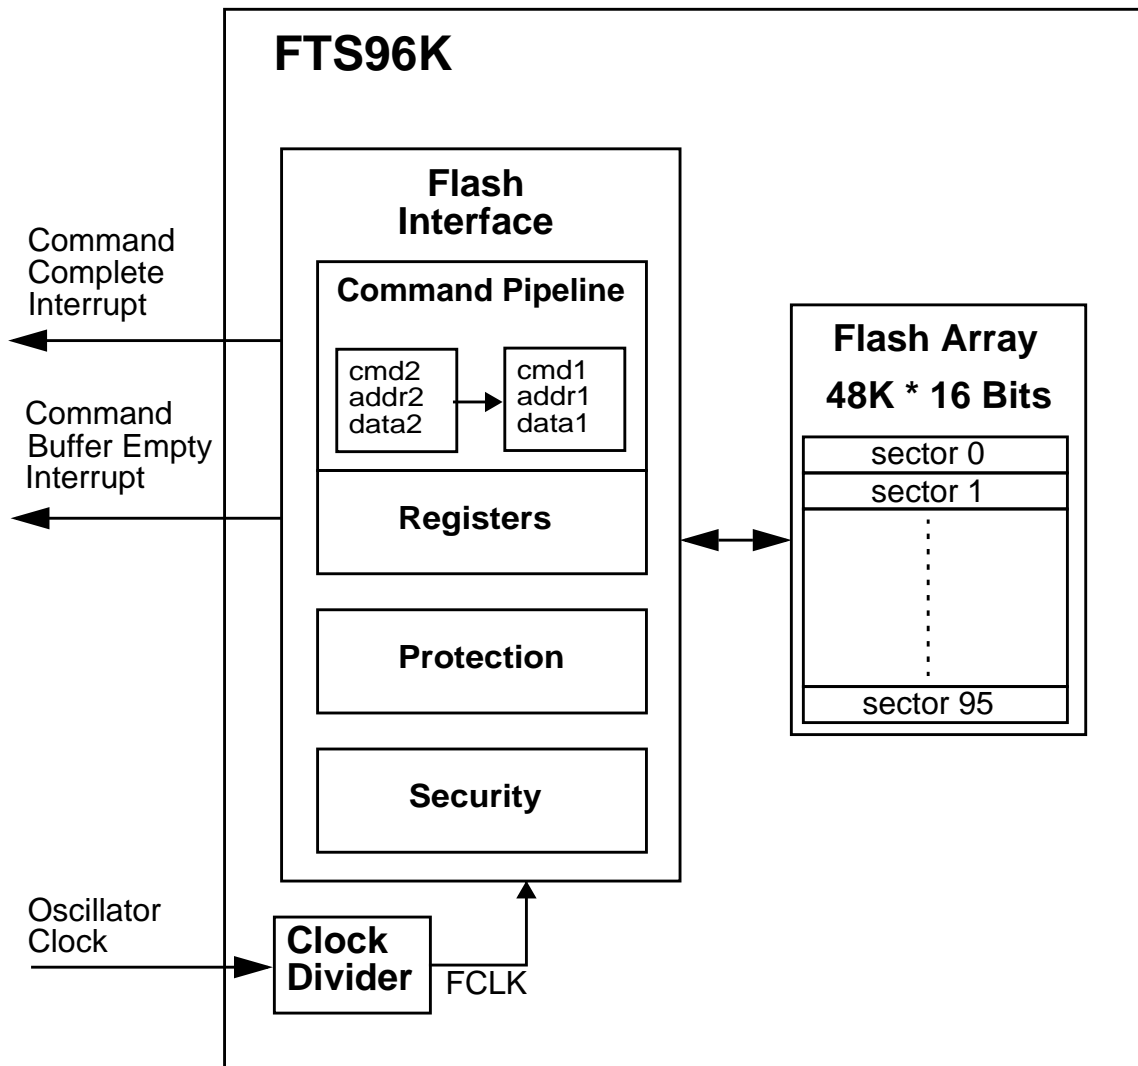 FTS96K
Flash
Interface
Command
Complete
Interrupt
Command Pipeline
cmd2
addr2
data2
cmd1
addr1
data1
Command
Buffer Empty
Interrupt
Registers
Protection
Security
Flash Array
48K * 16 Bits
sector 0
sector 1
sector 95
Oscillator
Clock
Clock
Divider
FCLK